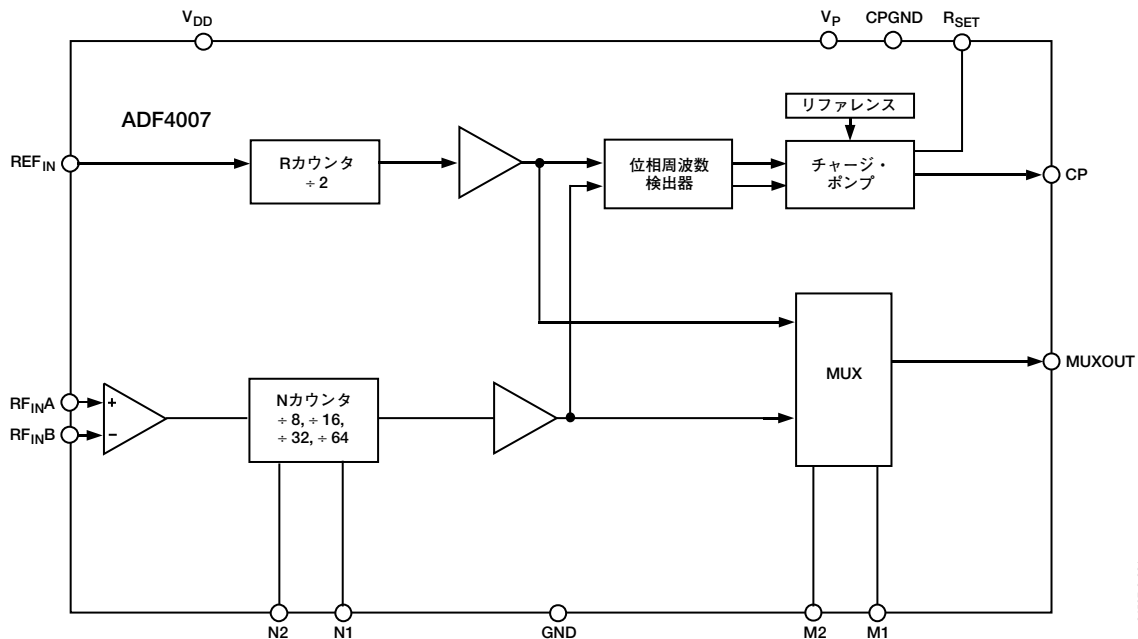 VDD
VP
CPGND
RSET
ADF4007
リファレンス
REFIN
Rカウンタ
÷ 2
位相周波数
検出器
チャージ・
ポンプ
CP
MUX
MUXOUT
RFINA
+
Nカウンタ
÷ 8, ÷ 16,
÷ 32, ÷ 64
RFINB
−
N2
N1
GND
M2
M1